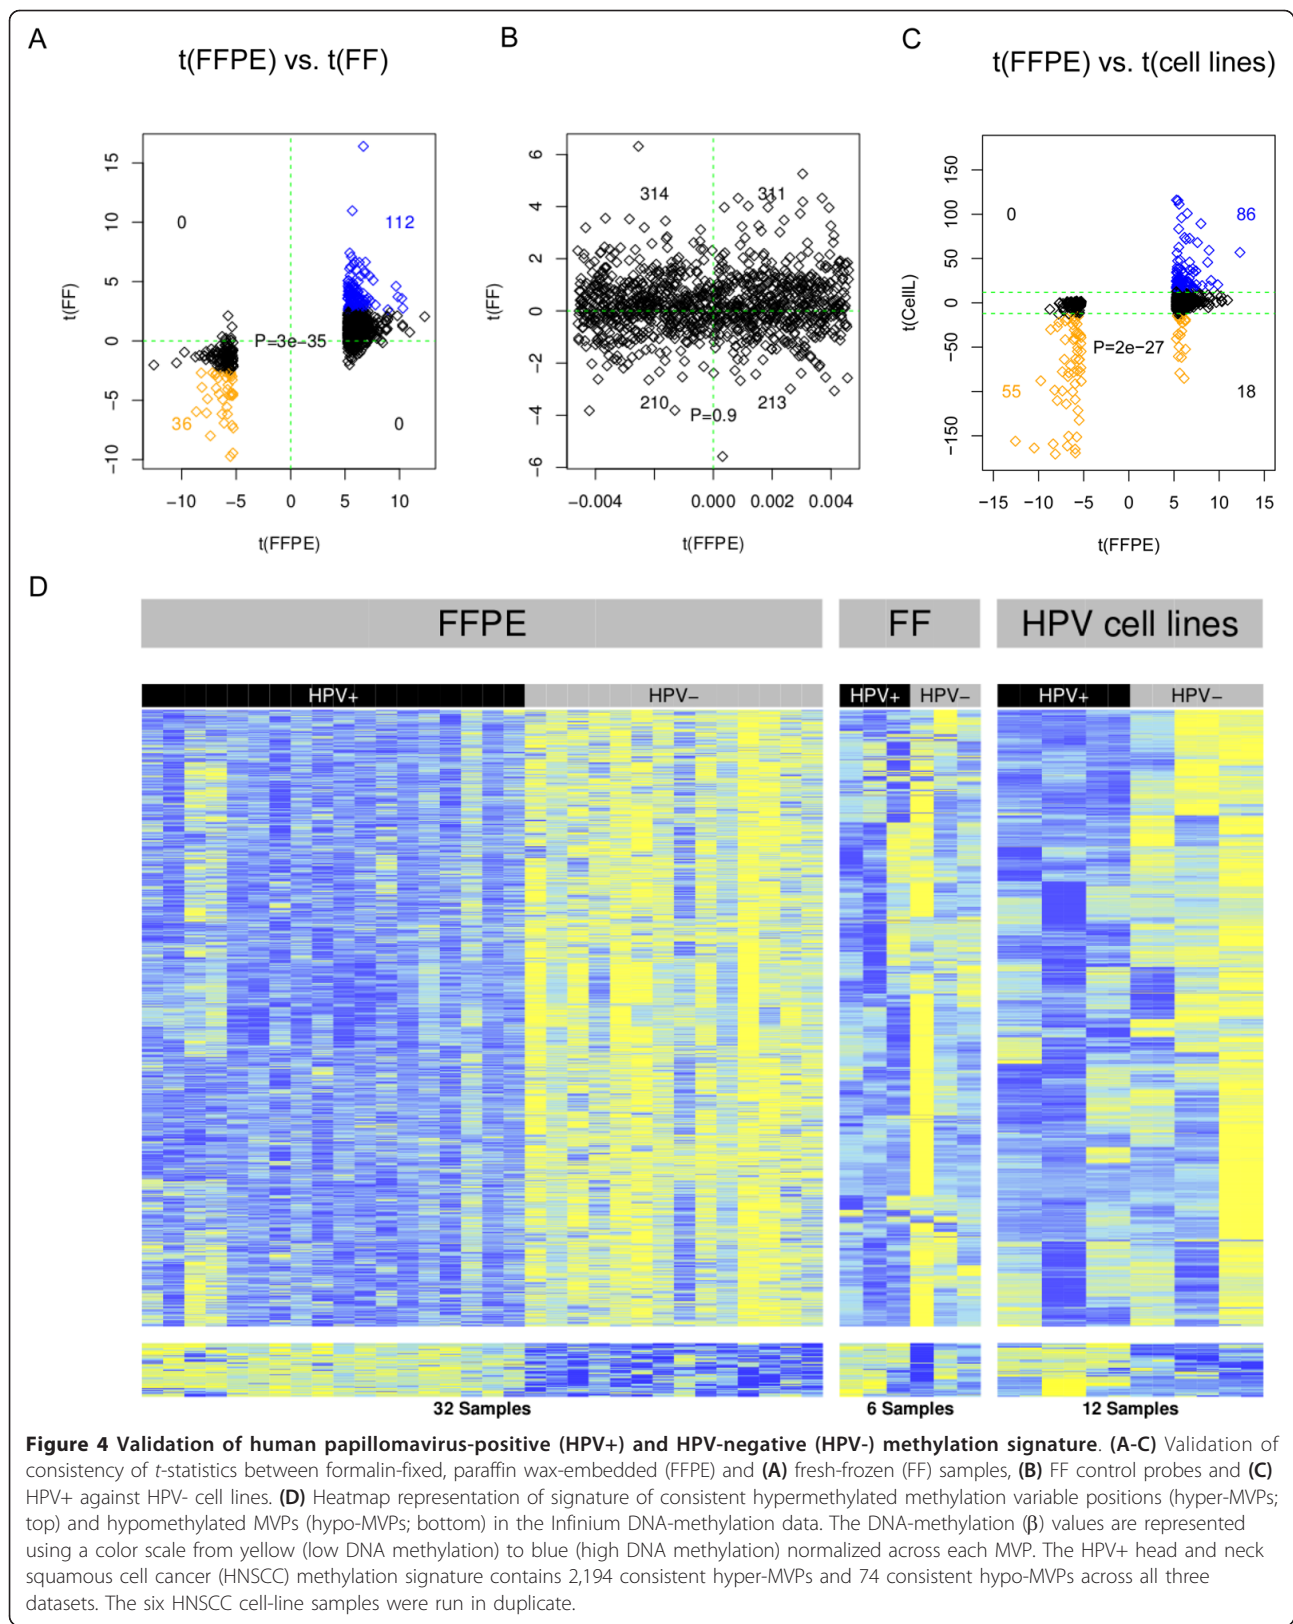 A
t(FFPE) vs. t(FF)
t(FF)
15
10
5
0
−5
−10
0
112
P=3e−35
36
0
−10
−5
0
5
10
t(FFPE)
B
t(FF)
6
4
2
0
−2
−4
−6
314
311
210
213
P=0.9
−0.004
0.000
0.002
0.004
t(FFPE)
C
t(FFPE) vs. t(cell lines)
t(CellL)
150
100
50
0
−50
−150
0
86
P=2e−27
55
18
−15
−10
−5
0
5
10
15
t(FFPE)
D
FFPE
FF
HPV cell lines
HPV+
HPV−
HPV+
HPV−
HPV+
HPV−
32 Samples
6 Samples
12 Samples
Figure 4 Validation of human papillomavirus-positive (HPV+) and HPV-negative (HPV-) methylation signature. (A-C) Validation of
consistency of t-statistics between formalin-fixed, paraffin wax-embedded (FFPE) and (A) fresh-frozen (FF) samples, (B) FF control probes and (C)
HPV+ against HPV- cell lines. (D) Heatmap representation of signature of consistent hypermethylated methylation variable positions (hyper-MVPs;
top) and hypomethylated MVPs (hypo-MVPs; bottom) in the Infinium DNA-methylation data. The DNA-methylation (β) values are represented
using a color scale from yellow (low DNA methylation) to blue (high DNA methylation) normalized across each MVP. The HPV+ head and neck
squamous cell cancer (HNSCC) methylation signature contains 2,194 consistent hyper-MVPs and 74 consistent hypo-MVPs across all three
datasets. The six HNSCC cell-line samples were run in duplicate.